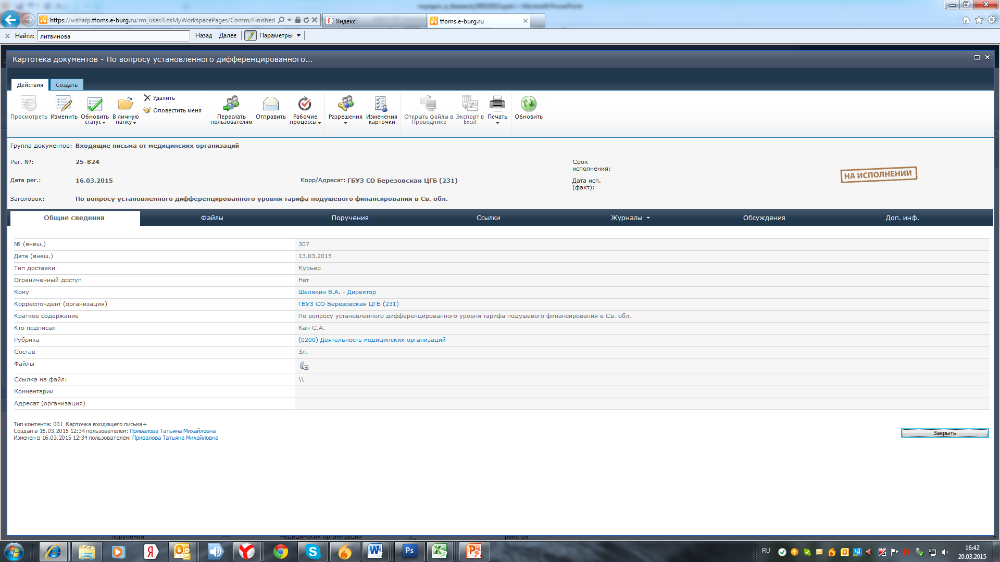 https://wsharp.tfoms.e-burg.ru/rm_user/EosMyWorkspacePages/Comm/Finished
Яндекс
tfoms.e-burg.ru
Найти: литвинова Назад Далее Параметры
Картотека документов - По вопросу установленного дифференцированного...
Действия Создать
Просмотреть
Изменить
Обновить статус
В личную папку
Удалить
Оповестить меня
Переслать пользователям
Отправить
Рабочие процессы
Разрешения
Изменения карточки
Открыть файлы в Проводнике
Экспорт в Excel
Печать
Обновить
Группа документов: Входящие письма от медицинских организаций
Рег. №: 25-824
Срок исполнения:
НА ИСПОЛНЕНИИ
Дата рег.: 16.03.2015 Корр/Адресат: ГБУЗ СО Березовская ЦГБ (231)
Дата исп. (факт):
Заголовок: По вопросу установленного дифференцированного уровня тарифа подушевого финансирования в Св. обл.
Общие сведения Файлы Поручения Ссылки Журналы Обсуждения Доп. инф.
№ (внеш.) 307
Дата (внеш.) 13.03.2015
Тип доставки Курьер
Ограниченный доступ Нет
Кому Шелякин В.А. - Директор
Корреспондент (организация) ГБУЗ СО Березовская ЦГБ (231)
Краткое содержание По вопросу установленного дифференцированного уровня тарифа подушевого финансирования в Св. обл.
Кто подписал Кан С.А.
Рубрика (0200) Деятельность медицинских организаций
Состав 3л.
Файлы
Ссылка на файл: \\
Комментарии
Адресат (организация)
Тип контента: 001_Карточка входящего письма+
Создан в 16.03.2015 12:34 пользователем: Привалова Татьяна Михайловна
Изменен в 16.03.2015 12:34 пользователем: Привалова Татьяна Михайловна
Закрыть
поручения медицинских организаций реестра
RU
16:42
20.03.2015